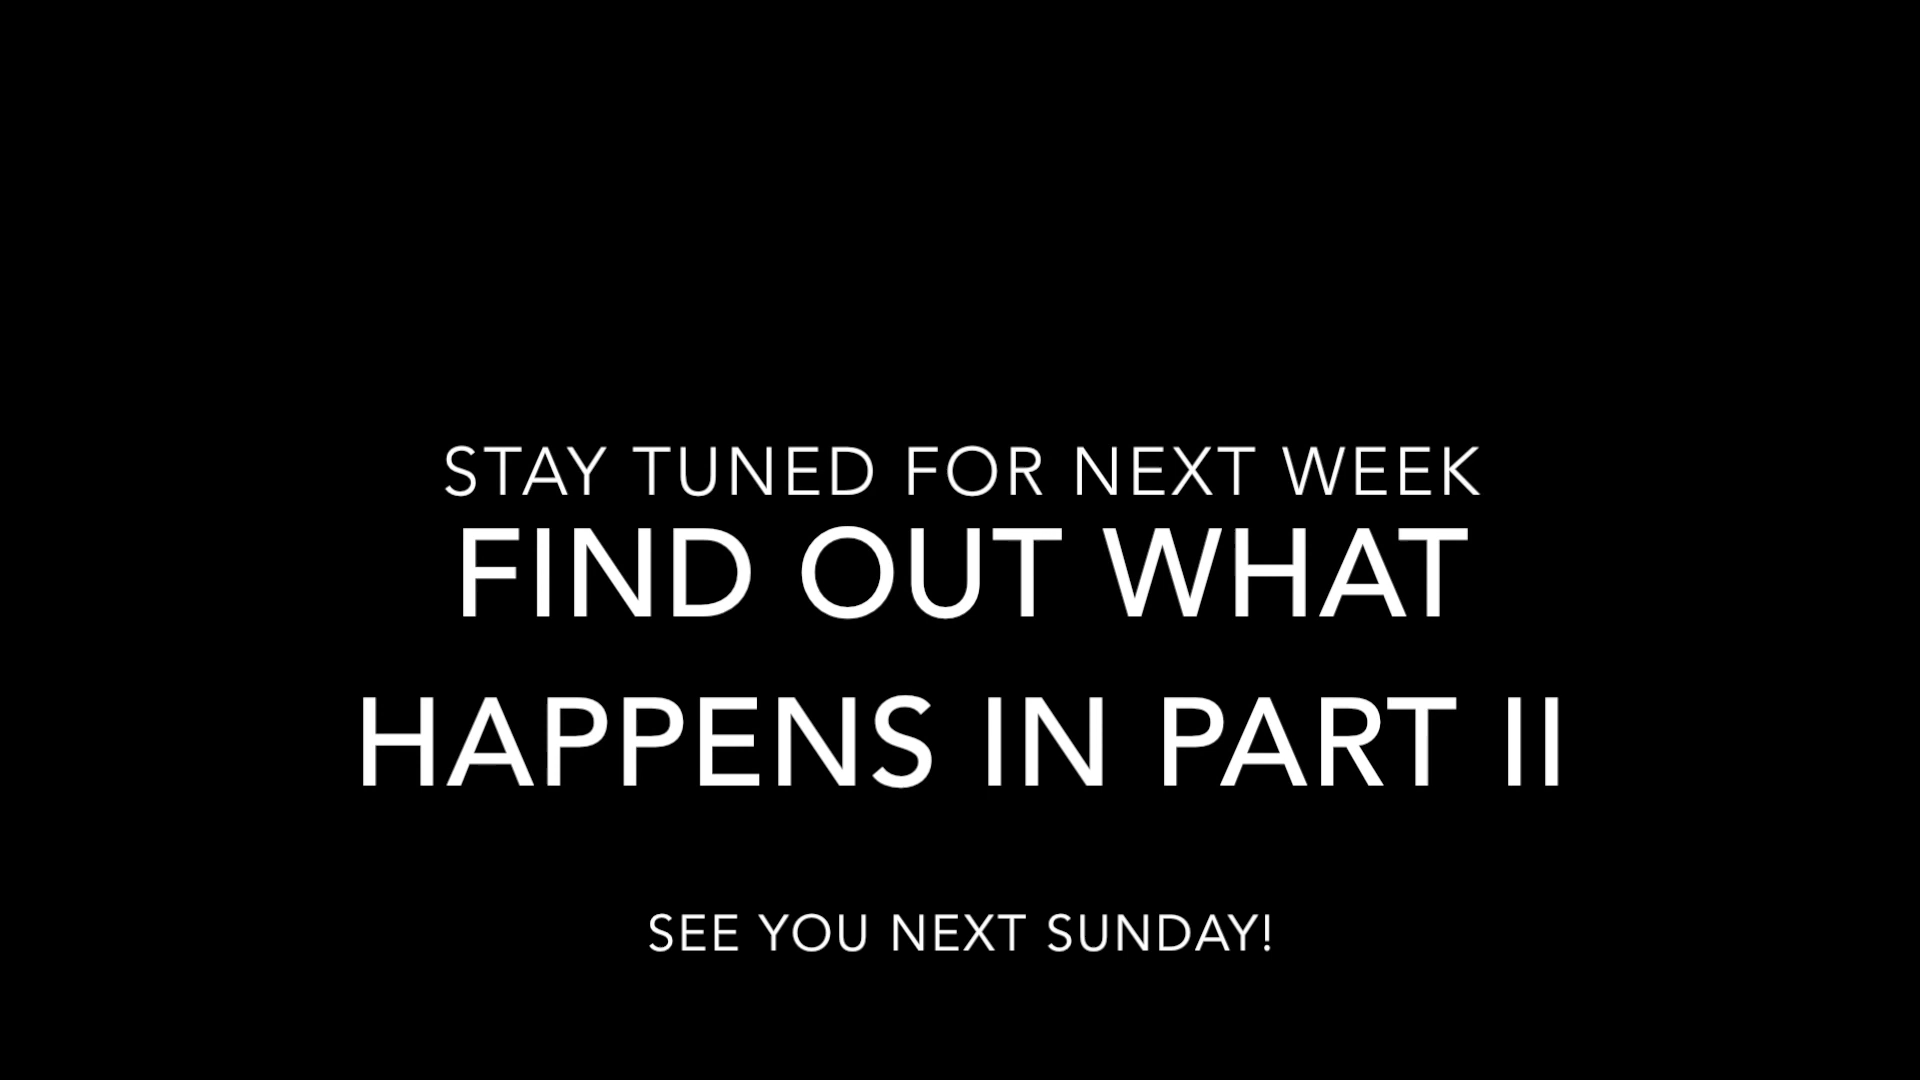 STAY TUNED FOR NEXT WEEK
FIND OUT WHAT
HAPPENS IN PART II
SEE YOU NEXT SUNDAY!